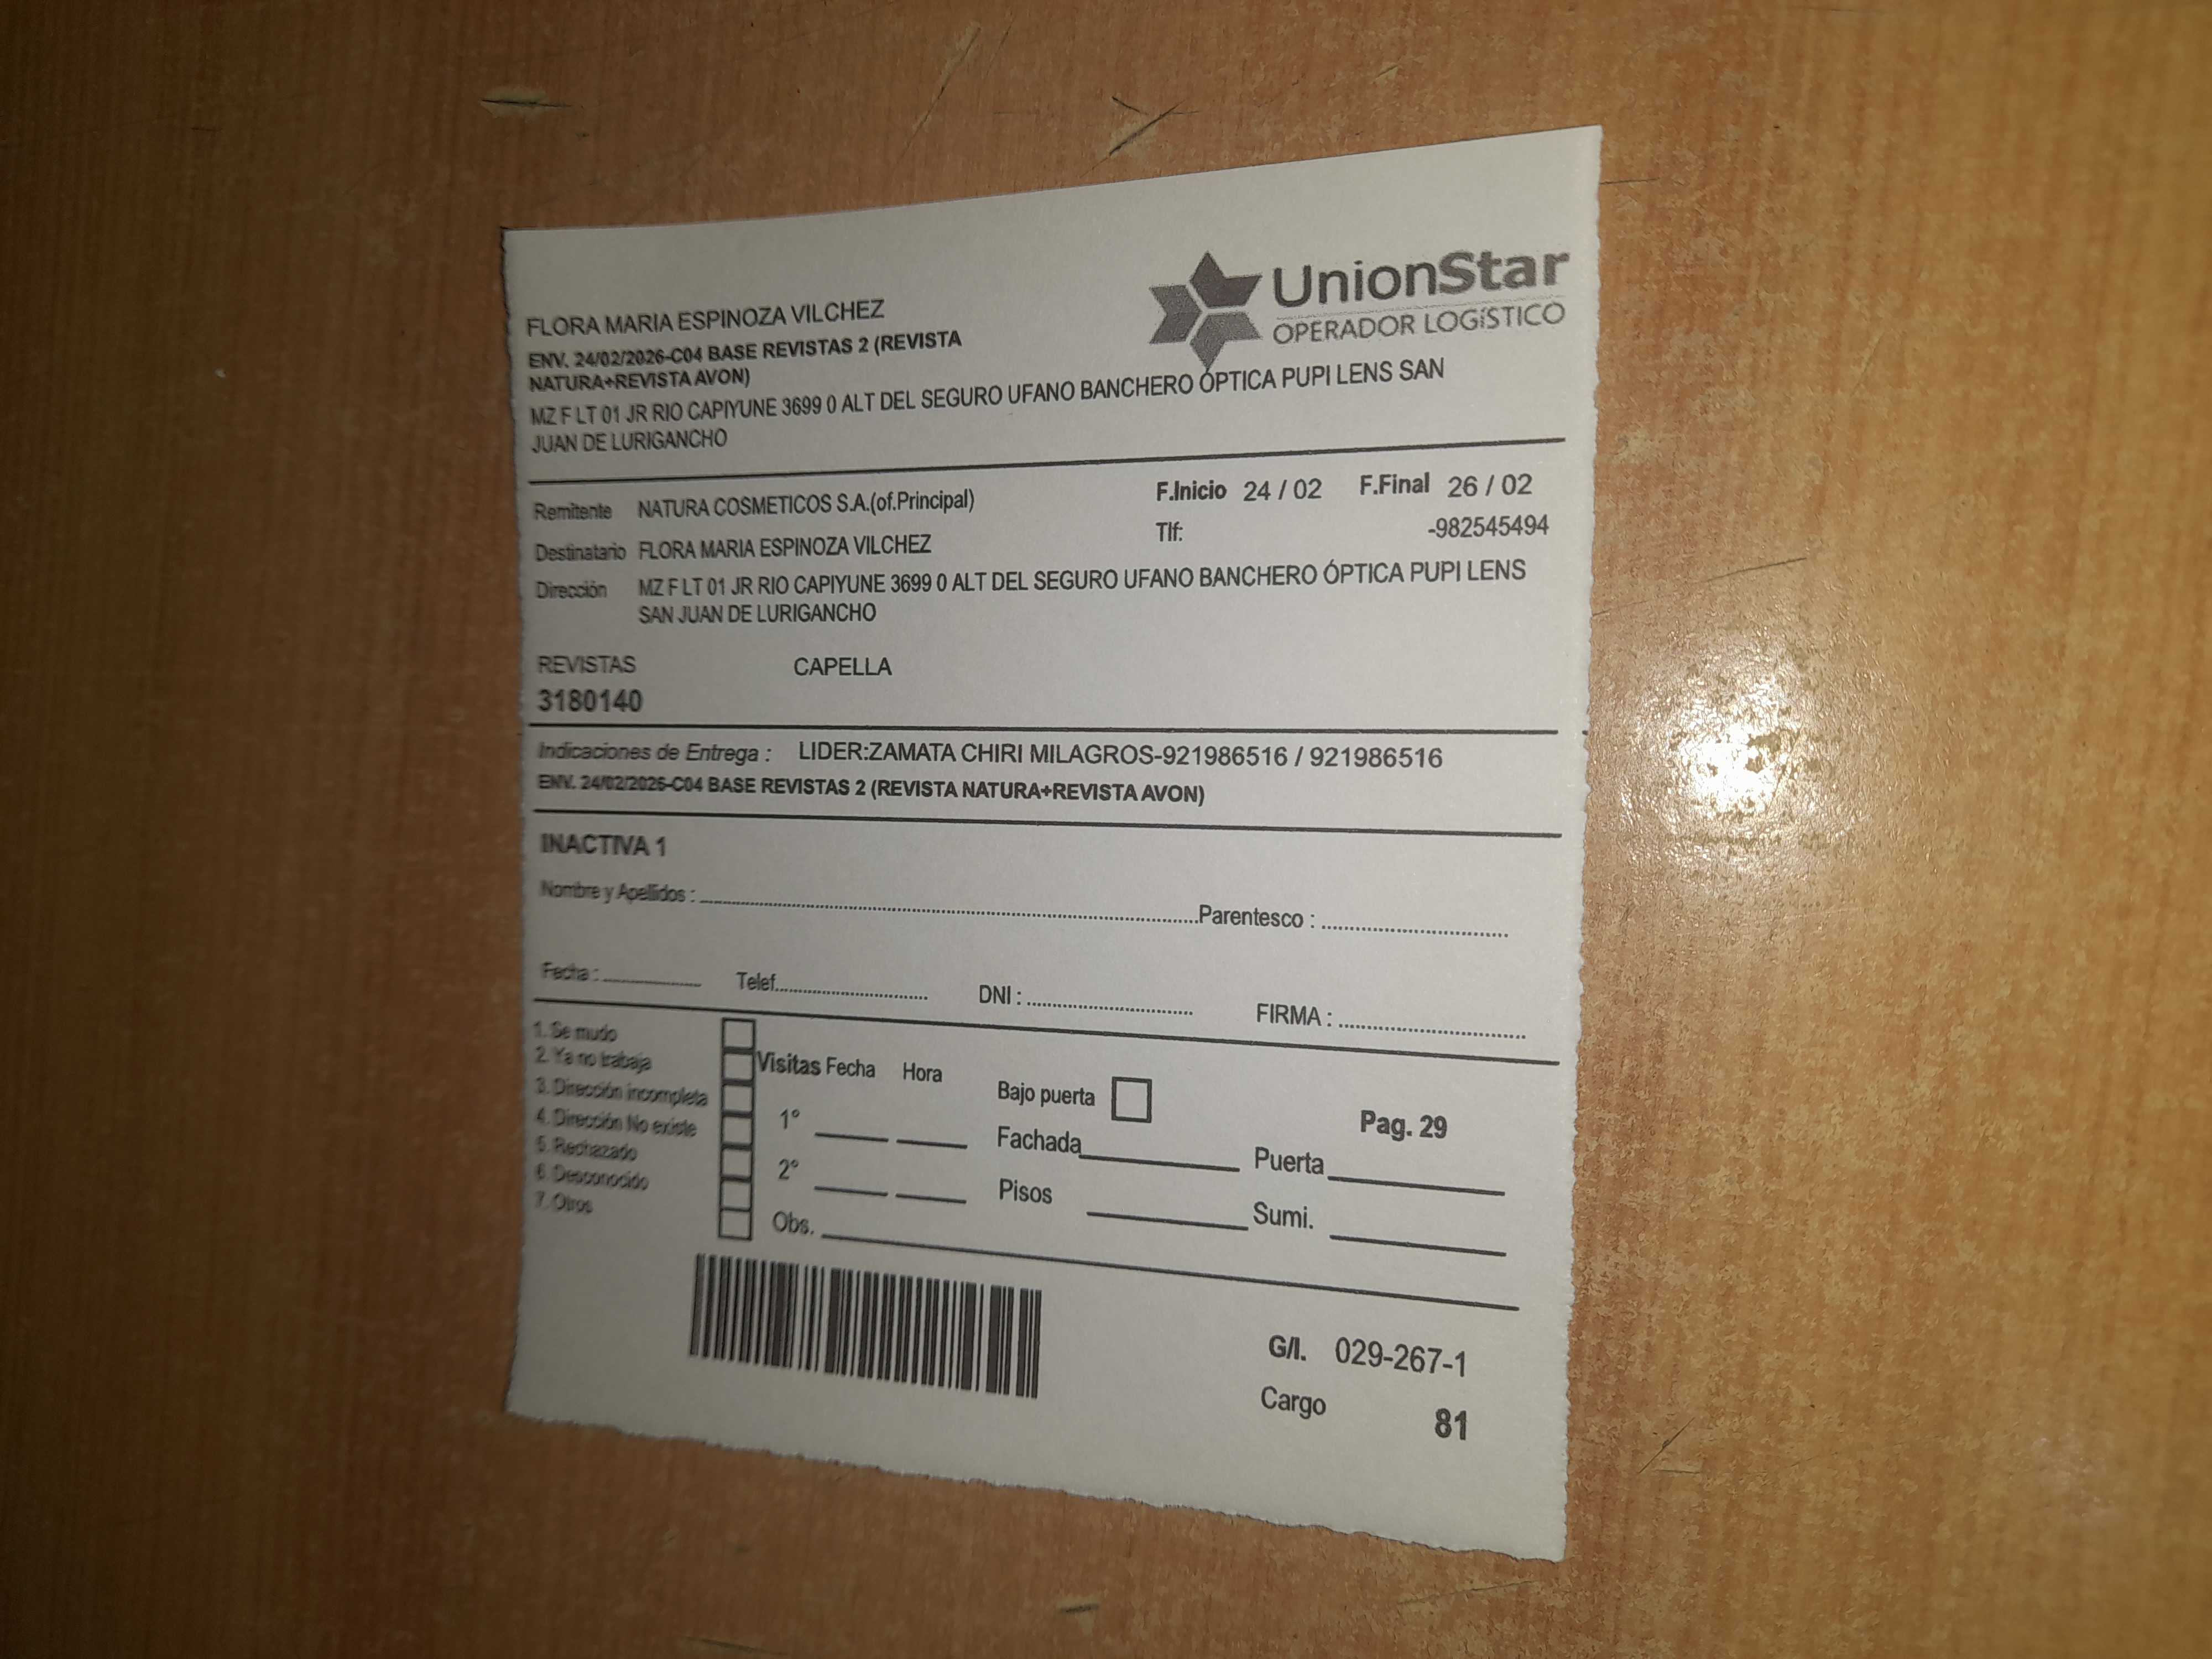 UnionStar
OPERADOR LOGíSTICO
FLORA MARIA ESPINOZA VILCHEZ
ENV. 24/02/2026-C04 BASE REVISTAS 2 (REVISTA
NATURA+REVISTA AVON)
MZ F LT 01 JR RIO CAPIYUNE 3699 0 ALT DEL SEGURO UFANO BANCHERO ÓPTICA PUPI LENS SAN
JUAN DE LURIGANCHO
Remitente NATURA COSMETICOS S.A.(of.Principal) F.Inicio 24 / 02 F.Final 26 / 02
Tlf: -982545494
Destinatario FLORA MARIA ESPINOZA VILCHEZ
Dirección MZ F LT 01 JR RIO CAPIYUNE 3699 0 ALT DEL SEGURO UFANO BANCHERO ÓPTICA PUPI LENS
SAN JUAN DE LURIGANCHO
REVISTAS CAPELLA
3180140
Indicaciones de Entrega : LIDER:ZAMATA CHIRI MILAGROS-921986516 / 921986516
ENV. 24/02/2026-C04 BASE REVISTAS 2 (REVISTA NATURA+REVISTA AVON)
INACTIVA 1
Nombre y Apellidos : Parentesco :
Fecha : Telef. DNI : FIRMA :
1. Se mudo
2. Ya no trabaja
3. Dirección incompleta
4. Dirección No existe
5. Rechazado
6. Desconocido
7. Otros
Visitas Fecha Hora
1°
2°
Obs.
Bajo puerta
Pag. 29
Fachada Puerta
Pisos Sumi.
G/I. 029-267-1
Cargo 81